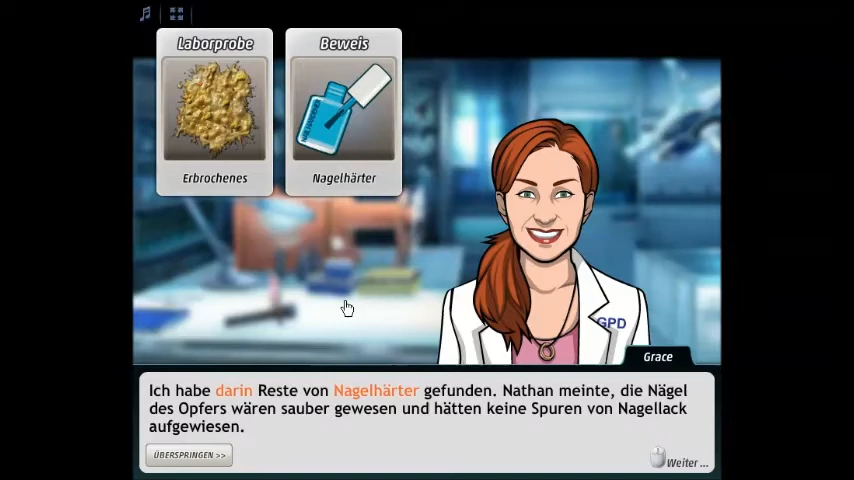 Laborprobe
Beweis
Erbrochenes
Nagelhärter
GPD
Grace
Ich habe darin Reste von Nagelhärter gefunden. Nathan meinte, die Nägel
des Opfers wären sauber gewesen und hätten keine Spuren von Nagellack
aufgewiesen.
ÜBERSPRINGEN >>
Weiter ...